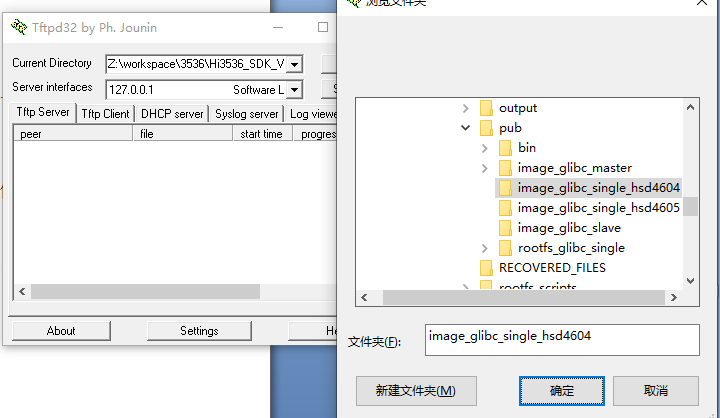 Tftpd32 by Ph. Jounin
Current Directory Z:\workspace\3536\Hi3536_SDK_V
Server interfaces 127.0.0.1 Software L
Tftp Server Tftp Client DHCP server Syslog server Log viewe
peer file start time progres
About Settings He
浏览文件夹
output
pub
bin
image_glibc_master
image_glibc_single_hsd4604
image_glibc_single_hsd4605
image_glibc_slave
rootfs_glibc_single
RECOVERED_FILES
rootfs_scripts
文件夹(F): image_glibc_single_hsd4604
新建文件夹(M) 确定 取消